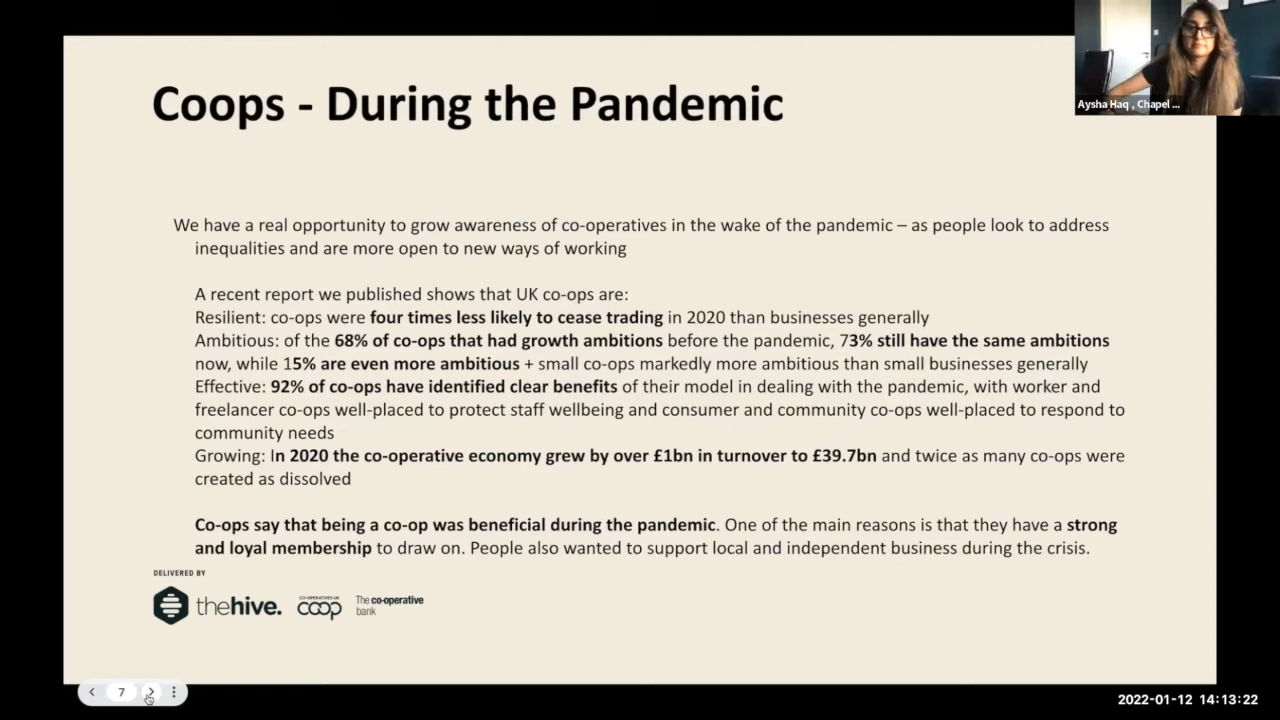 Coops - During the Pandemic
Aysha Haq , Chapel ...
We have a real opportunity to grow awareness of co-operatives in the wake of the pandemic – as people look to address
inequalities and are more open to new ways of working
A recent report we published shows that UK co-ops are:
Resilient: co-ops were four times less likely to cease trading in 2020 than businesses generally
Ambitious: of the 68% of co-ops that had growth ambitions before the pandemic, 73% still have the same ambitions
now, while 15% are even more ambitious + small co-ops markedly more ambitious than small businesses generally
Effective: 92% of co-ops have identified clear benefits of their model in dealing with the pandemic, with worker and
freelancer co-ops well-placed to protect staff wellbeing and consumer and community co-ops well-placed to respond to
community needs
Growing: In 2020 the co-operative economy grew by over £1bn in turnover to £39.7bn and twice as many co-ops were
created as dissolved
Co-ops say that being a co-op was beneficial during the pandemic. One of the main reasons is that they have a strong
and loyal membership to draw on. People also wanted to support local and independent business during the crisis.
DELIVERED BY
thehive.
CO-OPERATIVES UK
coop
The co-operative
bank
7
2022-01-12 14:13:22